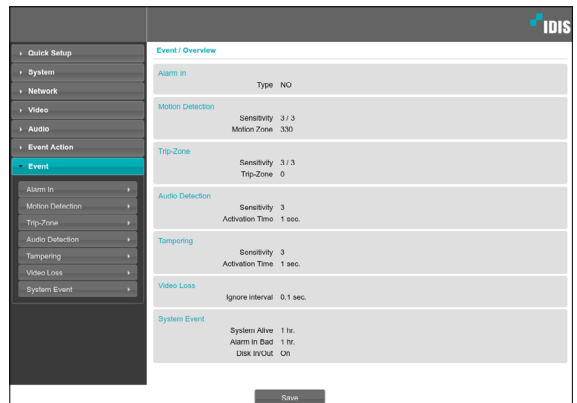 IDIS
Quick Setup
System
Network
Video
Audio
Event Action
Event
Alarm In
Motion Detection
Trip-Zone
Audio Detection
Tampering
Video Loss
System Event
Event / Overview
Alarm In
Type NO
Motion Detection
Sensitivity 3 / 3
Motion Zone 330
Trip-Zone
Sensitivity 3 / 3
Trip-Zone 0
Audio Detection
Sensitivity 3
Activation Time 1 sec.
Tampering
Sensitivity 3
Activation Time 1 sec.
Video Loss
Ignore interval 0.1 sec.
System Event
System Alive 1 hr.
Alarm In Bad 1 hr.
Disk In/Out On
Save